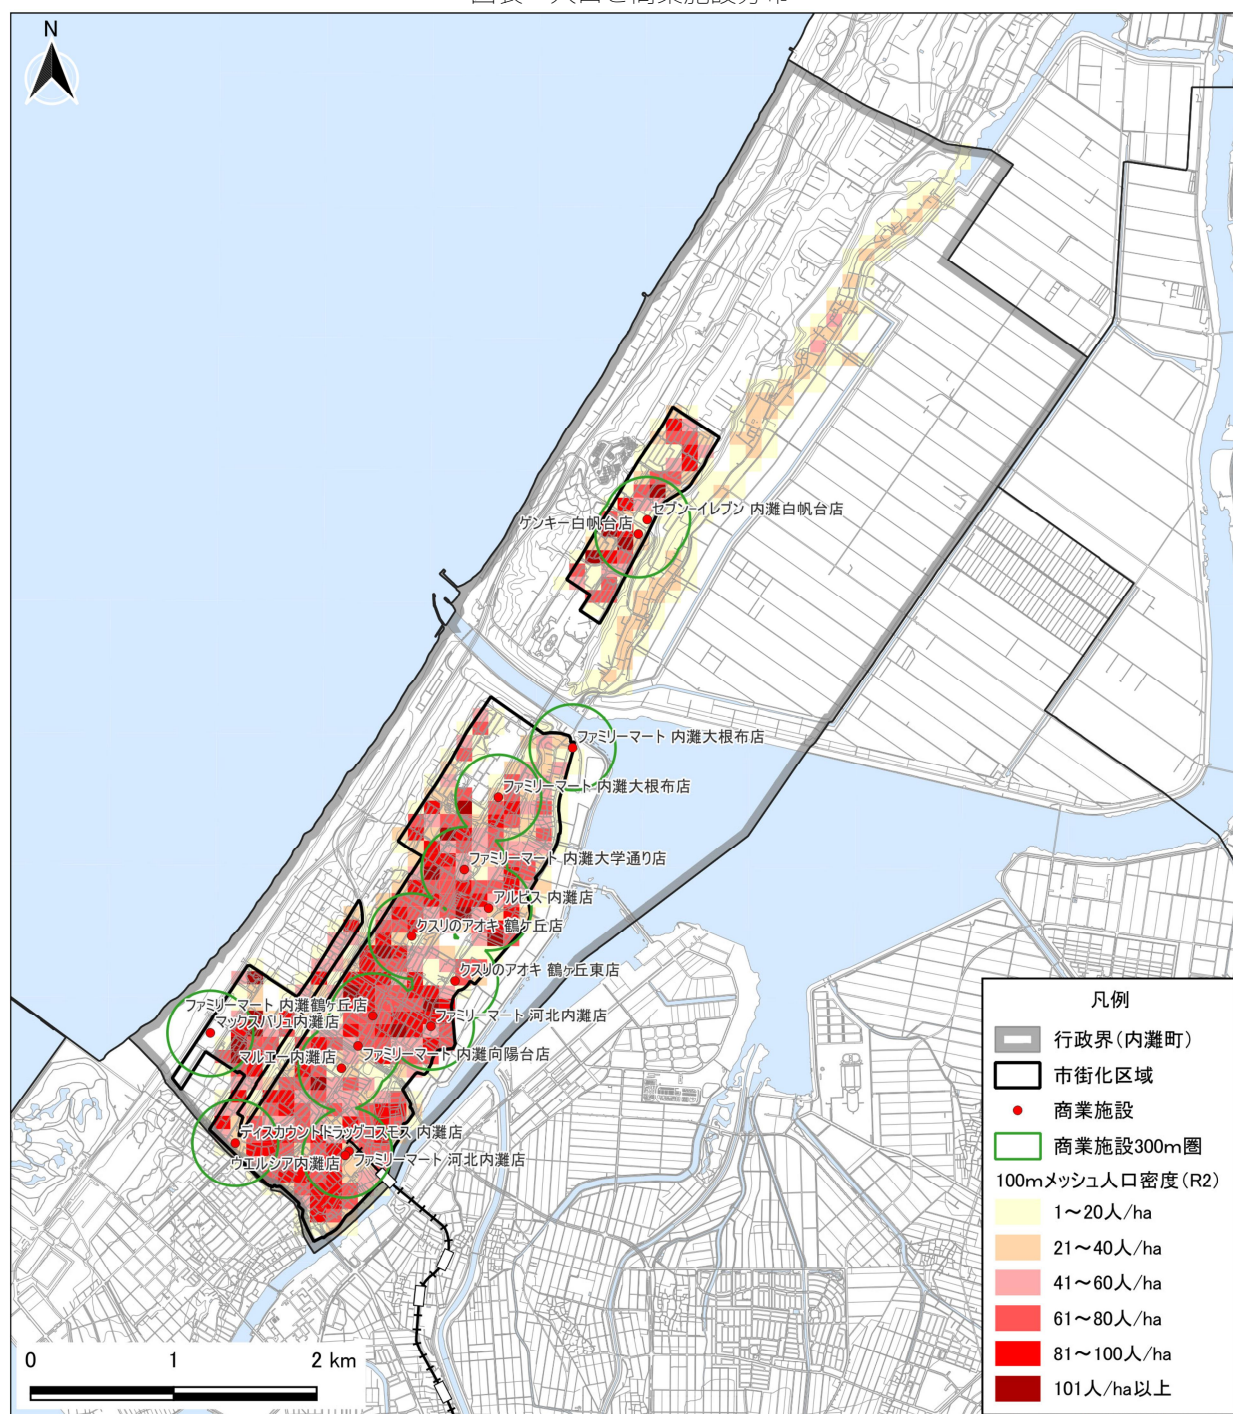 N
セブン-イレブン 内灘白帆台店
ゲンキー白帆台店
ファミリーマート 内灘大根布店
ファミリーマート 内灘大根布店
ファミリーマート 内灘大学通り店
アルビス 内灘店
クスリのアオキ 鶴ケ丘店
クスリのアオキ 鶴ヶ丘東店
ファミリーマート 内灘鶴ケ丘店
マックスバリュ内灘店
ファミリーマート 河北内灘店
マルエー内灘店
ファミリーマート 内灘向陽台店
ディスカウントドラッグコスモス 内灘店
ウエルシア内灘店
ファミリーマート 河北内灘店
0 1 2 km
凡例
行政界(内灘町)
市街化区域
商業施設
商業施設300m圏
100mメッシュ人口密度(R2)
1～20人/ha
21～40人/ha
41～60人/ha
61～80人/ha
81～100人/ha
101人/ha以上